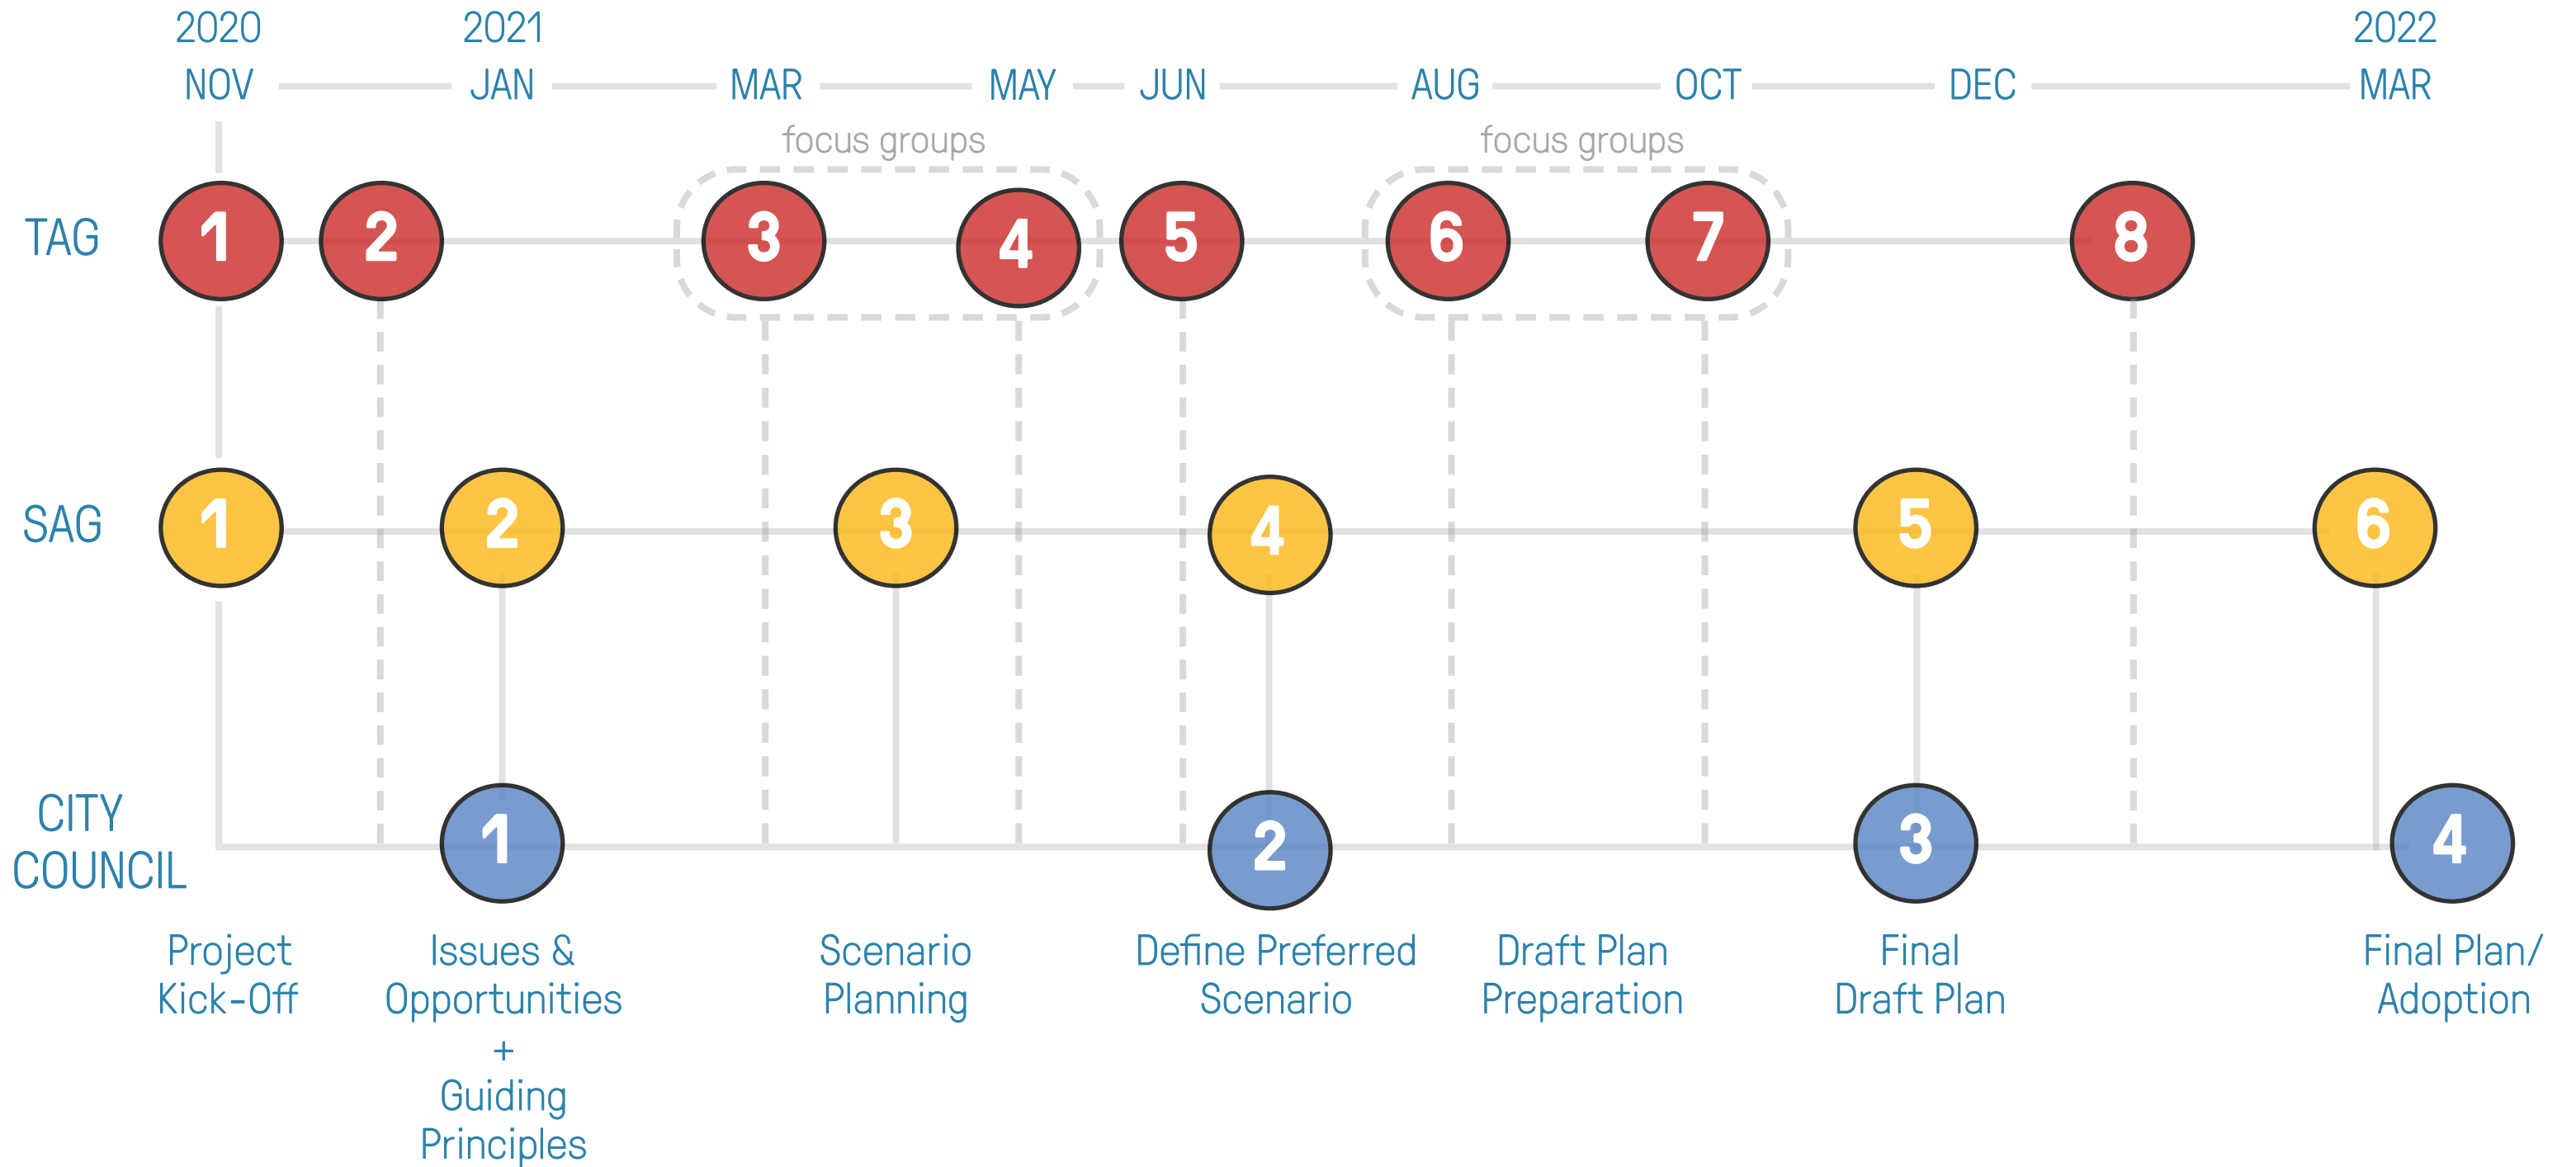 2020
2021
2022
NOV
JAN
MAR
MAY
JUN
AUG
OCT
DEC
MAR
focus groups
focus groups
TAG
1
2
3
4
5
6
7
8
SAG
1
2
3
4
5
6
CITY
COUNCIL
1
2
3
4
Project
Kick-Off
Issues &
Opportunities
+
Guiding
Principles
Scenario
Planning
Define Preferred
Scenario
Draft Plan
Preparation
Final
Draft Plan
Final Plan/
Adoption